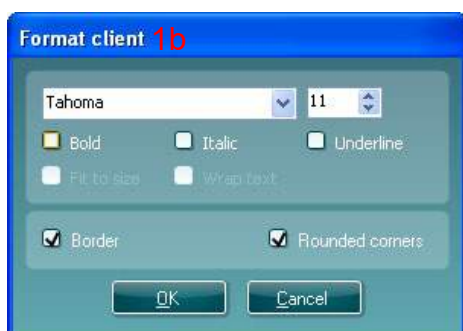 Format client 1b
Tahoma 11
Bold Italic Underline
Fit to size Wrap text
Border Rounded corners
OK Cancel